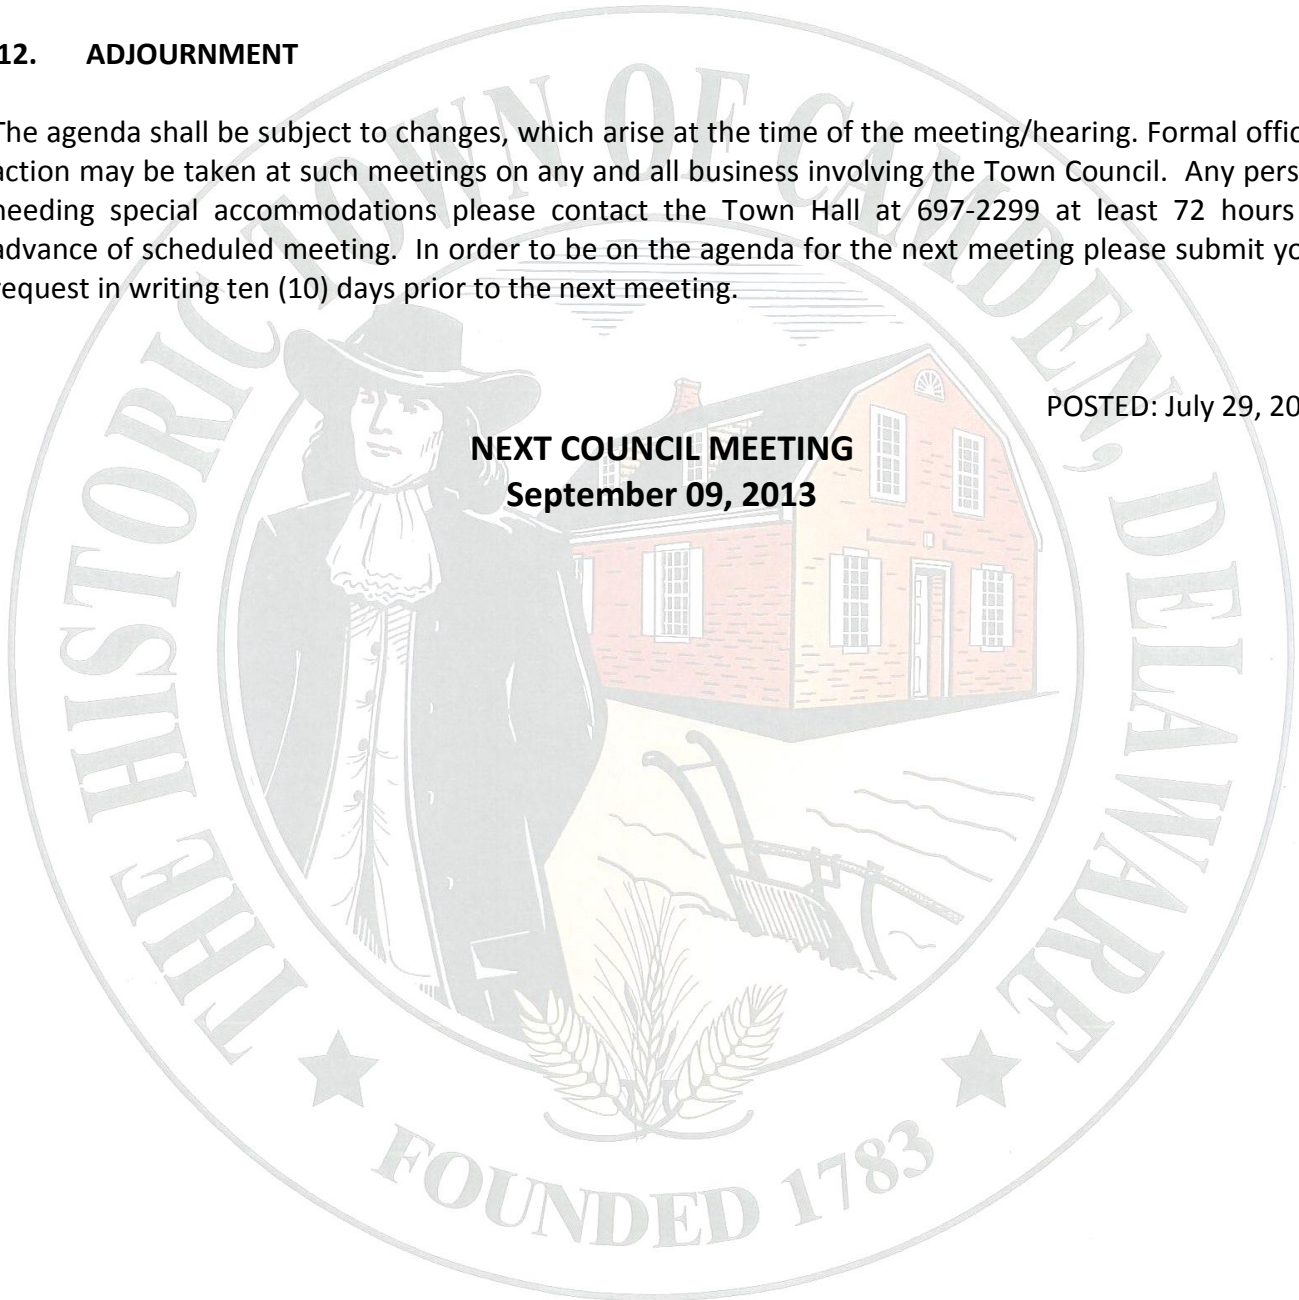 12. ADJOURNMENT
The agenda shall be subject to changes, which arise at the time of the meeting/hearing. Formal
action may be taken at such meetings on any and all business involving the Town Council. Any
needing special accommodations please contact the Town Hall at 697-2299 at least 72 hours
advance of scheduled meeting. In order to be on the agenda for the next meeting please submit
request in writing ten (10) days prior to the next meeting.
POSTED: July 29,
NEXT COUNCIL MEETING
September 09, 2013
THE HISTORIC TOWN OF CAMDEN, DELAWARE
FOUNDED 1783